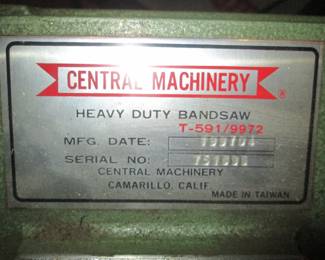 CENTRAL MACHINERY
®
HEAVY DUTY BANDSAW
T-591/9972
MFG. DATE:
SERIAL NO:
CENTRAL MACHINERY
CAMARILLO, CALIF
MADE IN TAIWAN